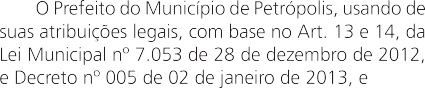 O Prefeito do Município de Petrópolis, usando de
suas atribuições legais, com base no Art. 13 e 14, da
Lei Municipal nº 7.053 de 28 de dezembro de 2012,
e Decreto nº 005 de 02 de janeiro de 2013, e